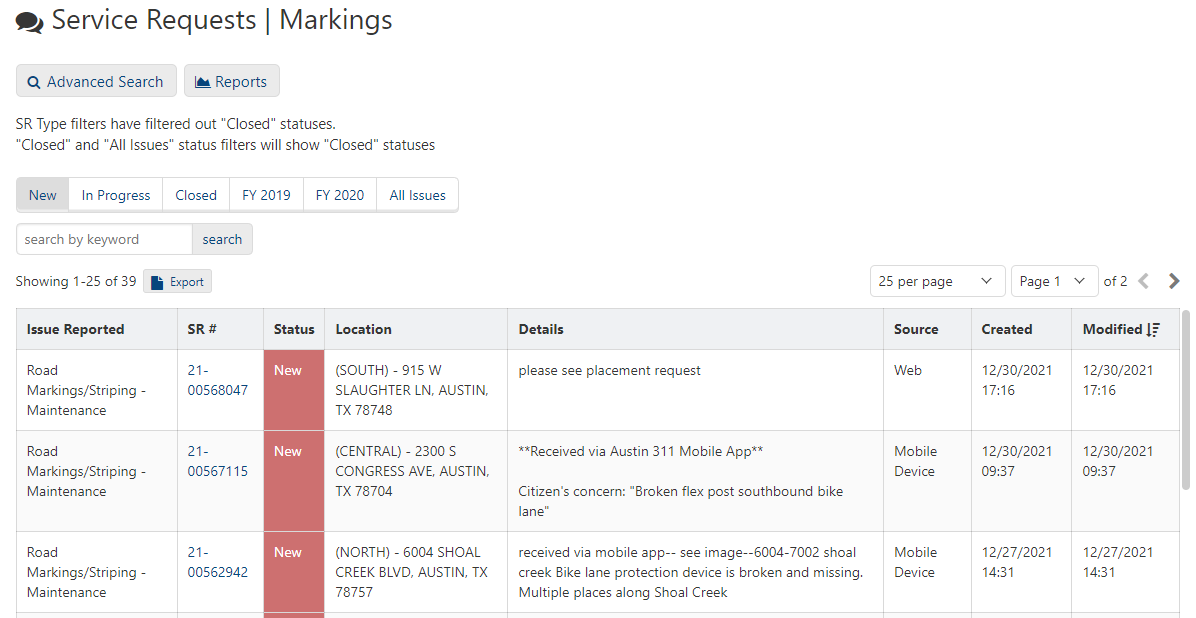 Service Requests | Markings
Advanced Search
Reports
SR Type filters have filtered out "Closed" statuses.
"Closed" and "All Issues" status filters will show "Closed" statuses
New
In Progress
Closed
FY 2019
FY 2020
All Issues
search by keyword
search
Showing 1-25 of 39
Export
25 per page
Page 1
of 2
Issue Reported
SR #
Status
Location
Details
Source
Created
Modified
Road
Markings/Striping -
Maintenance
21-
00568047
New
(SOUTH) - 915 W
SLAUGHTER LN, AUSTIN,
TX 78748
please see placement request
Web
12/30/2021
17:16
12/30/2021
17:16
Road
Markings/Striping -
Maintenance
21-
00567115
New
(CENTRAL) - 2300 S
CONGRESS AVE, AUSTIN,
TX 78704
**Received via Austin 311 Mobile App**
Citizen's concern: "Broken flex post southbound bike
lane"
Mobile
Device
12/30/2021
09:37
12/30/2021
09:37
Road
Markings/Striping -
Maintenance
21-
00562942
New
(NORTH) - 6004 SHOAL
CREEK BLVD, AUSTIN, TX
78757
received via mobile app-- see image--6004-7002 shoal
creek Bike lane protection device is broken and missing.
Multiple places along Shoal Creek
Mobile
Device
12/27/2021
14:31
12/27/2021
14:31